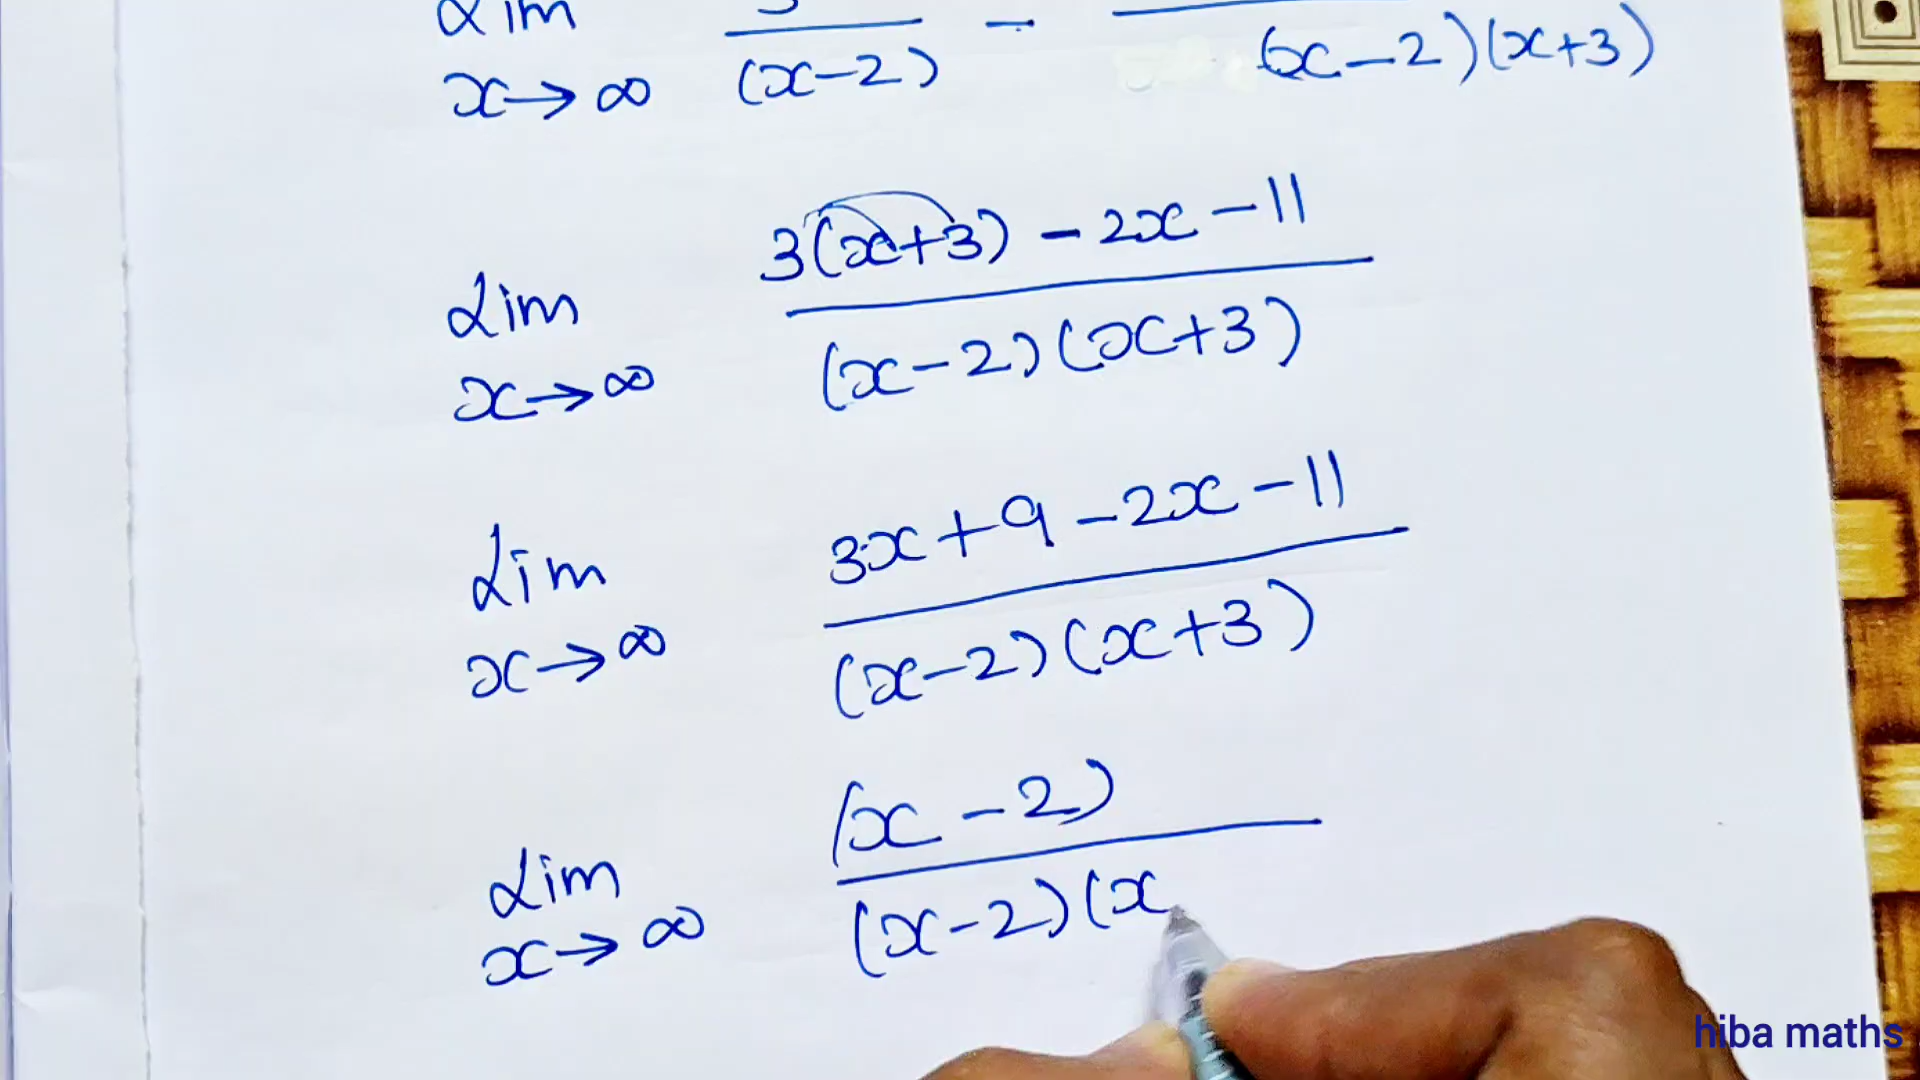 Lim 3/(x-2) - /(x-2)(x+3)
x→∞
Lim 3(x+3) - 2x - 11 / (x-2)(x+3)
x→∞
Lim 3x+9 - 2x - 11 / (x-2)(x+3)
x→∞
Lim (x-2) / (x-2)(x
x→∞
hiba maths